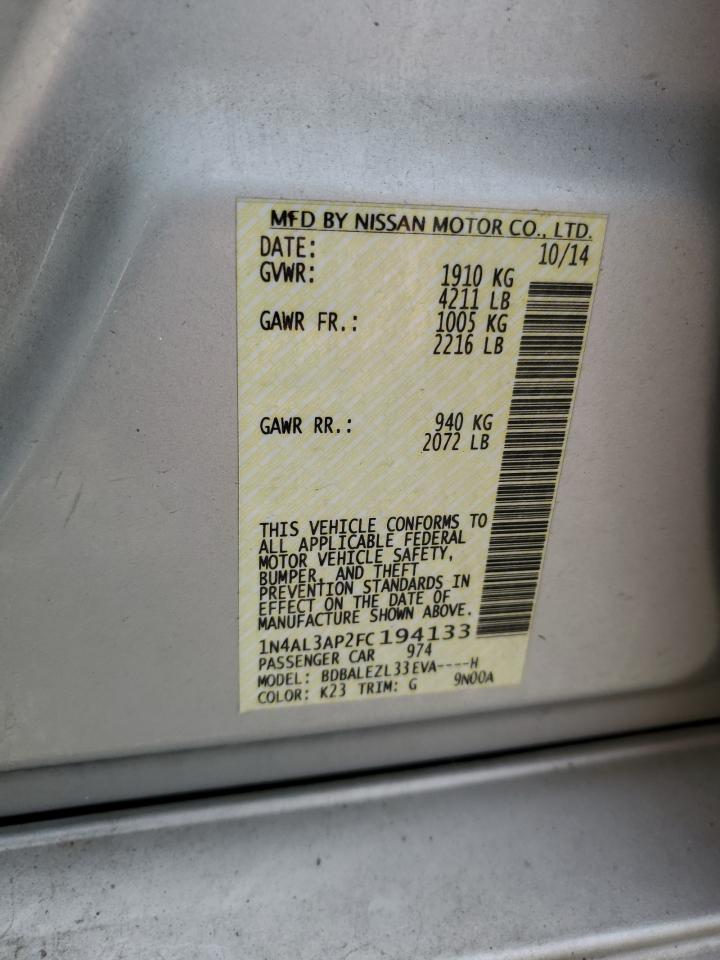 MFD BY NISSAN MOTOR CO., LTD.
DATE: 10/14
GVWR: 1910 KG
4211 LB
GAWR FR.: 1005 KG
2216 LB
GAWR RR.: 940 KG
2072 LB
THIS VEHICLE CONFORMS TO
ALL APPLICABLE FEDERAL
MOTOR VEHICLE SAFETY,
BUMPER, AND THEFT
PREVENTION STANDARDS IN
EFFECT ON THE DATE OF
MANUFACTURE SHOWN ABOVE.
1N4AL3AP2FC194133
PASSENGER CAR 974
MODEL: BDBALEZL33EVA----H
COLOR: K23 TRIM: G 9N00A